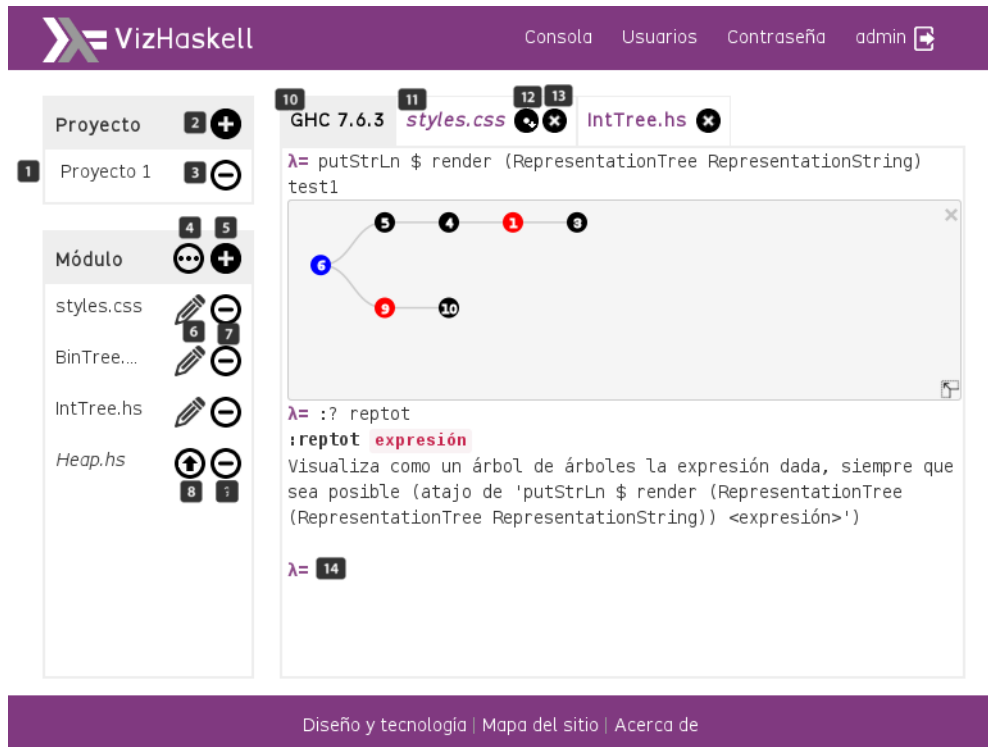 VizHaskell
Consola Usuarios Contraseña admin
10 11 12 13
Proyecto 2
GHC 7.6.3 styles.css IntTree.hs
1 Proyecto 1 3
λ= putStrLn $ render (RepresentationTree RepresentationString)
test1
4 5
5 4 1 3
Módulo
6
styles.css
9 10
6 7
BinTree....
IntTree.hs
λ= :? reptot
:reptot expresión
Heap.hs
Visualiza como un árbol de árboles la expresión dada, siempre que
8
sea posible (atajo de 'putStrLn $ render (RepresentationTree
(RepresentationTree RepresentationString)) <expresión>')
λ= 14
Diseño y tecnología | Mapa del sitio | Acerca de